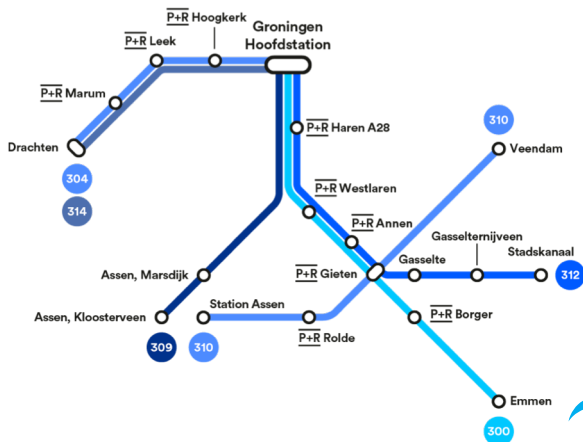 P+R Hoogkerk
Groningen
Hoofdstation
P+R Leek
P+R Marum
Drachten
304
314
P+R Haren A28
310
Veendam
P+R Westlaren
P+R Annen
Gasselternijveen
Gasselte
Stadskanaal
312
P+R Gieten
Assen, Marsdijk
Station Assen
Assen, Kloosterveen
309
310
P+R Rolde
P+R Borger
Emmen
300